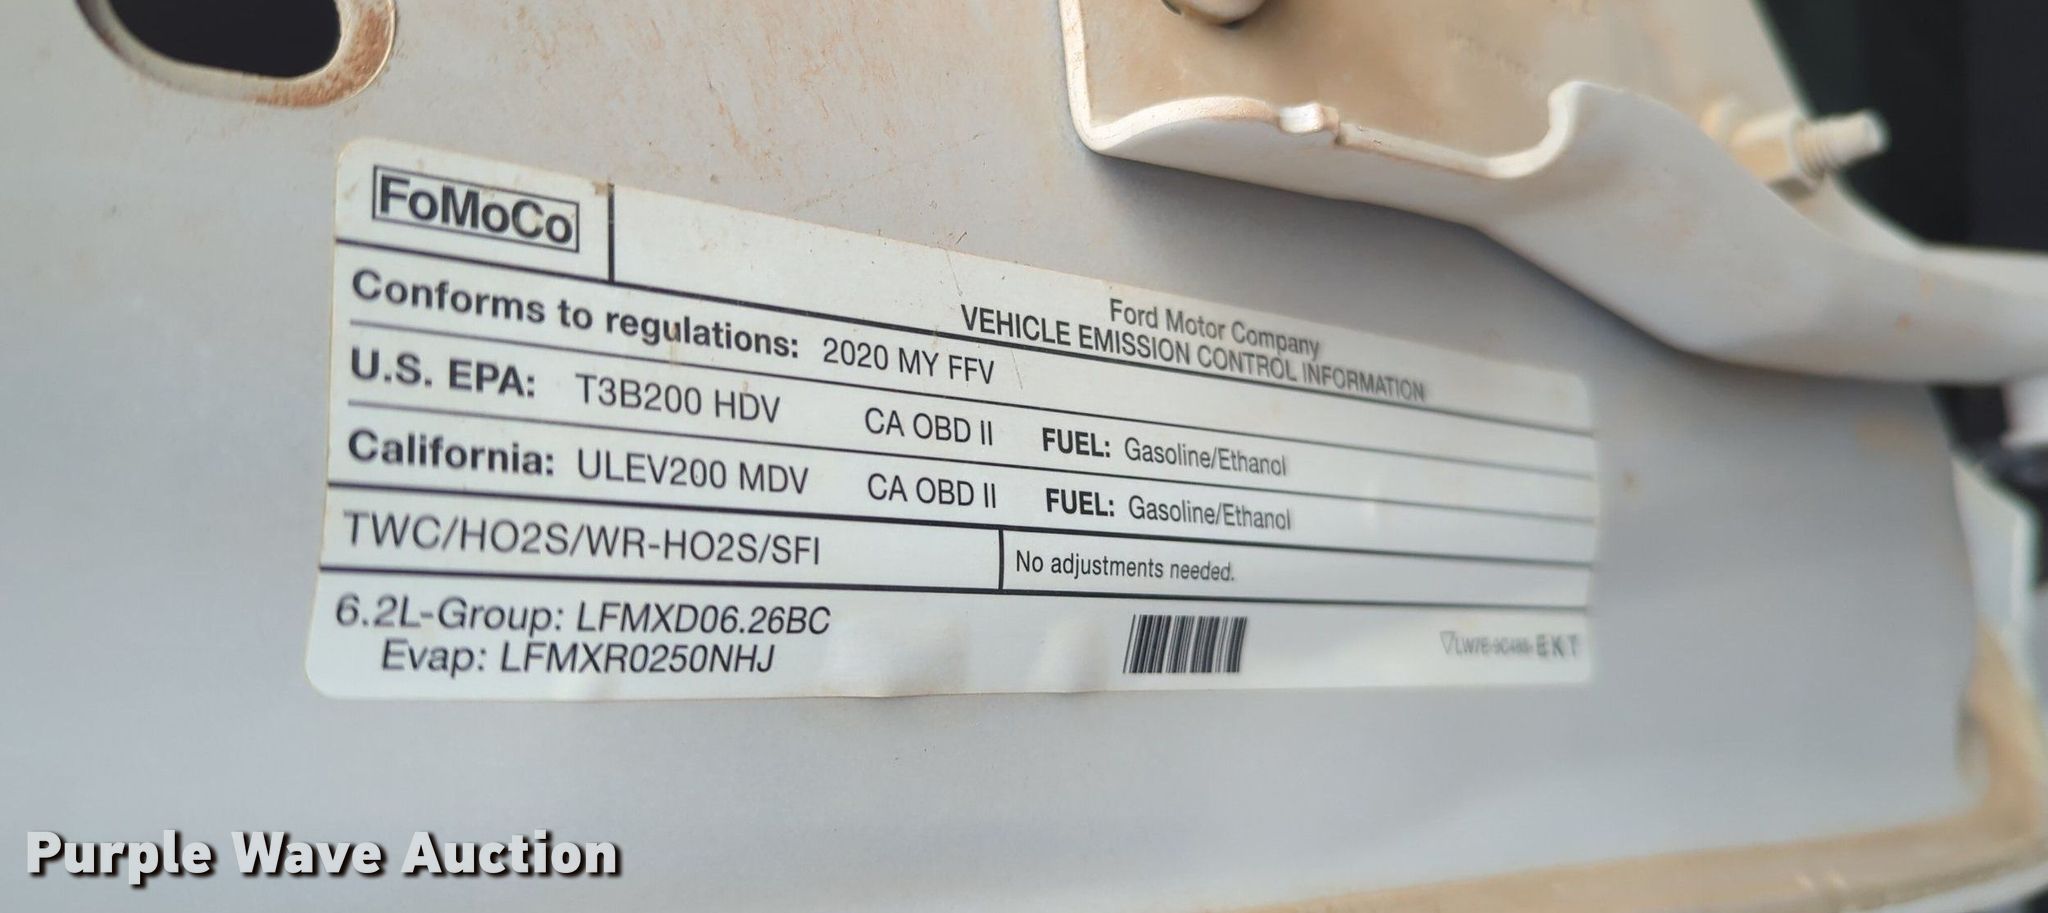 FoMoCo
Ford Motor Company
VEHICLE EMISSION CONTROL INFORMATION
Conforms to regulations: 2020 MY FFV
U.S. EPA: T3B200 HDV CA OBD II FUEL: Gasoline/Ethanol
California: ULEV200 MDV CA OBD II FUEL: Gasoline/Ethanol
TWC/HO2S/WR-HO2S/SFI No adjustments needed.
6.2L-Group: LFMXD06.26BC
Evap: LFMXR0250NHJ
EKT
Purple Wave Auction